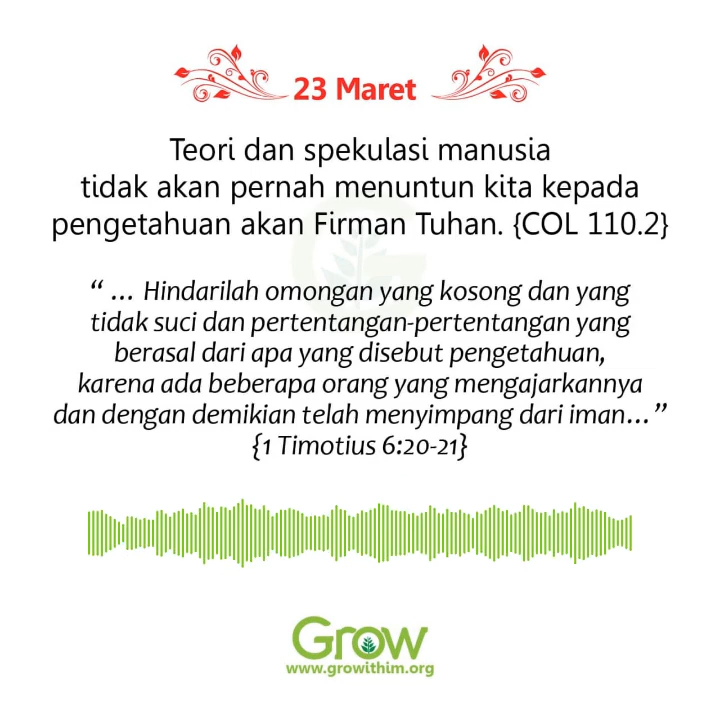 23 Maret
Teori dan spekulasi manusia
tidak akan pernah menuntun kita kepada
pengetahuan akan Firman Tuhan. {COL 110.2}
“ ... Hindarilah omongan yang kosong dan yang
tidak suci dan pertentangan-pertentangan yang
berasal dari apa yang disebut pengetahuan,
karena ada beberapa orang yang mengajarkannya
dan dengan demikian telah menyimpang dari iman...”
{1 Timotius 6:20-21}
Grow
www.growithim.org